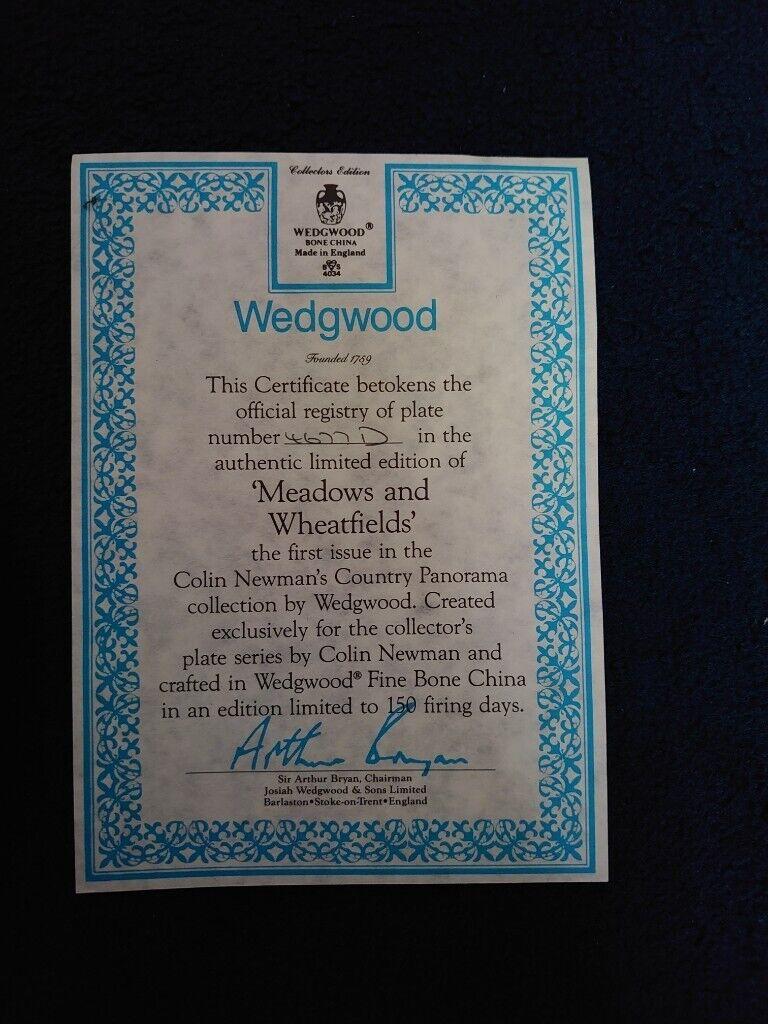 Collectors Edition
WEDGWOOD®
BONE CHINA
Made in England
4034
Wedgwood
Founded 1759
This Certificate betokens the
official registry of plate
number 4677D in the
authentic limited edition of
'Meadows and
Wheatfields'
the first issue in the
Colin Newman's Country Panorama
collection by Wedgwood. Created
exclusively for the collector's
plate series by Colin Newman and
crafted in Wedgwood® Fine Bone China
in an edition limited to 150 firing days.
Arthur Bryan
Sir Arthur Bryan, Chairman
Josiah Wedgwood & Sons Limited
Barlaston•Stoke-on-Trent•England